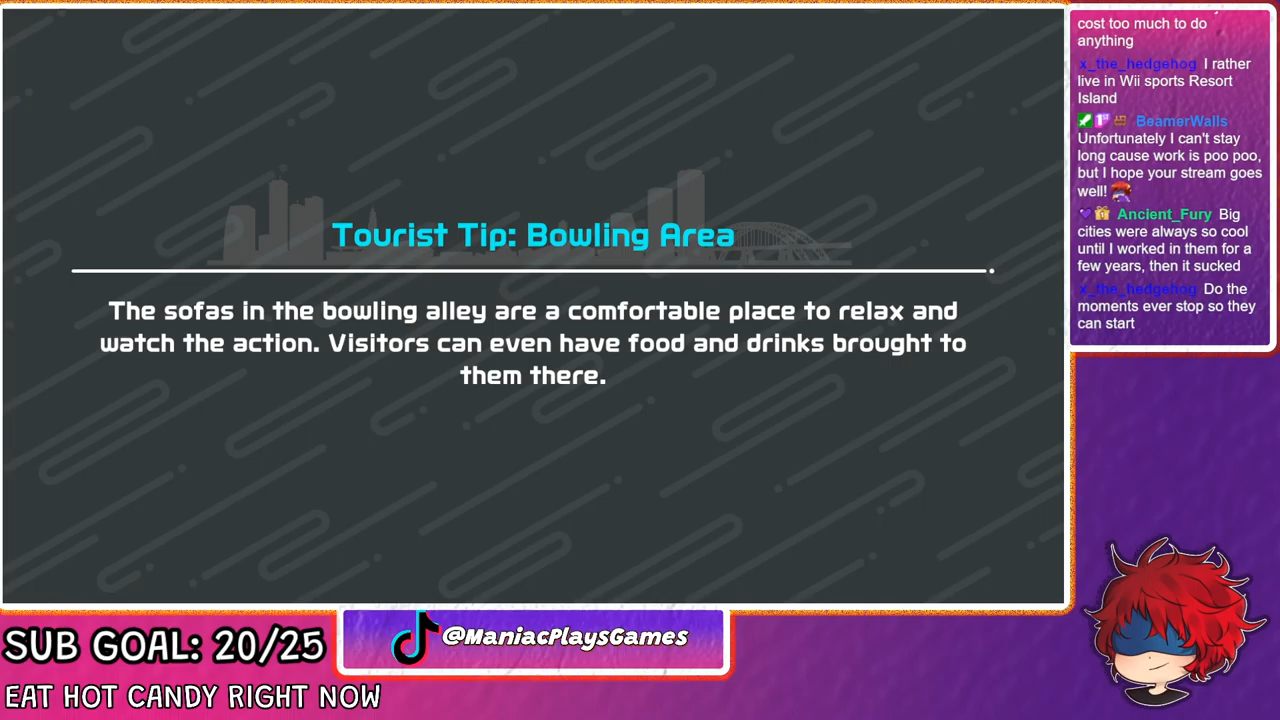 Tourist Tip: Bowling Area
The sofas in the bowling alley are a comfortable place to relax and
watch the action. Visitors can even have food and drinks brought to
them there.
cost too much to do
anything
x_the_hedgehog I rather
live in Wii sports Resort
Island
BeamerWalls
Unfortunately I can't stay
long cause work is poo poo,
but I hope your stream goes
well!
Ancient_Fury Big
cities were always so cool
until I worked in them for a
few years, then it sucked
x_the_hedgehog Do the
moments ever stop so they
can start
SUB GOAL: 20/25
EAT HOT CANDY RIGHT NOW
@ManiacPlaysGames